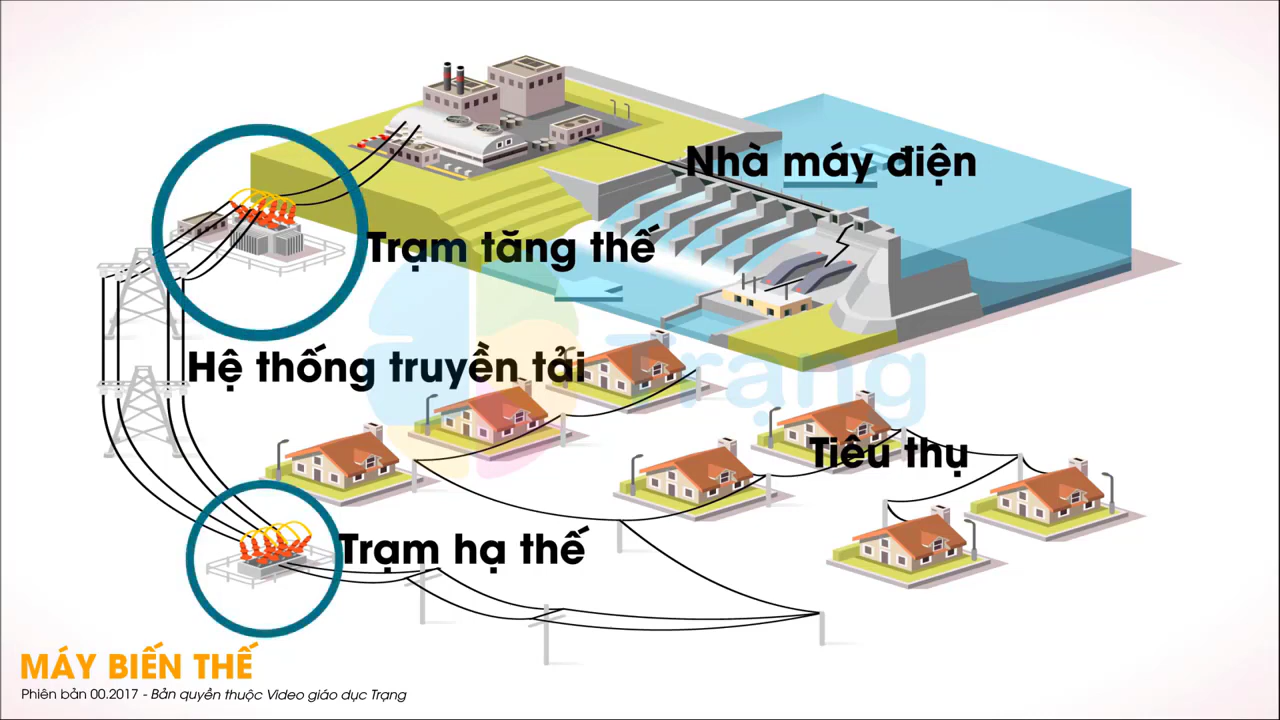 Nhà máy điện
Trạm tăng thế
Hệ thống truyền tải
Trạng
Tiêu thụ
Trạm hạ thế
MÁY BIẾN THẾ
Phiên bản 00.2017 - Bản quyền thuộc Video giáo dục Trạng